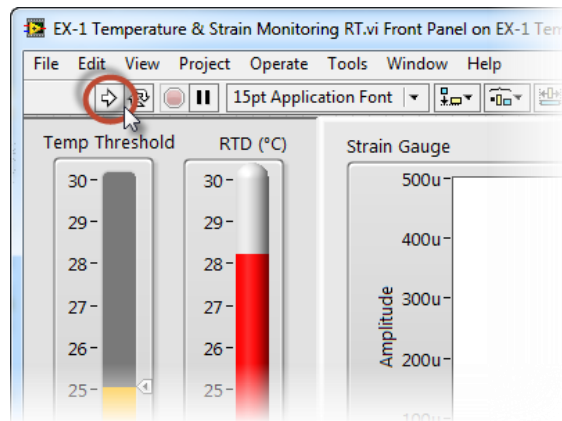 EX-1 Temperature & Strain Monitoring RT.vi Front Panel on EX-1 Tem
File Edit View Project Operate Tools Window Help
15pt Application Font
Temp Threshold RTD (°C) Strain Gauge
30 30 500u
29 29
400u
28 28
27 27 300u
Amplitude
26 26
200u
25 25
100u